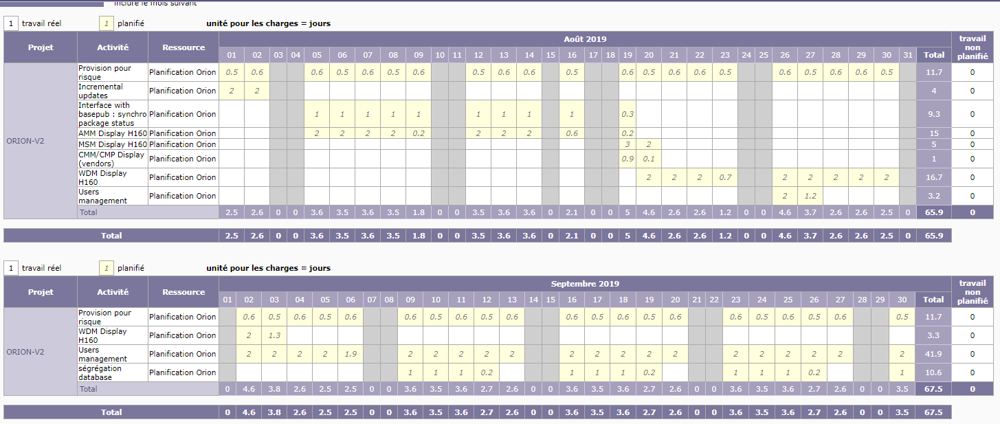 inclure le mois suivant
1 travail réel 1 planifié unité pour les charges = jours
Projet Activité Ressource Août 2019 travail non planifié
01 02 03 04 05 06 07 08 09 10 11 12 13 14 15 16 17 18 19 20 21 22 23 24 25 26 27 28 29 30 31 Total
ORION-V2
Provision pour risque Planification Orion 0.5 0.6 0.6 0.5 0.6 0.5 0.6 0.5 0.6 0.6 0.5 0.6 0.5 0.6 0.6 0.5 0.6 0.5 0.6 0.6 0.5 11.7 0
Incremental updates Planification Orion 2 2 4 0
Interface with basepub : synchro package status Planification Orion 1 1 1 1 1 1 1 1 1 0.3 9.3 0
AMM Display H160 Planification Orion 2 2 2 2 0.2 2 2 2 0.6 0.2 15 0
MSM Display H160 Planification Orion 3 2 5 0
CMM/CMP Display (vendors) Planification Orion 0.9 0.1 1 0
WDM Display H160 Planification Orion 2 2 2 0.7 2 2 2 2 2 16.7 0
Users management Planification Orion 2 1.2 3.2 0
Total 2.5 2.6 0 0 3.6 3.5 3.6 3.5 1.8 0 0 3.5 3.6 3.6 0 2.1 0 0 5 4.6 2.6 2.6 1.2 0 0 4.6 3.7 2.6 2.6 2.5 0 65.9 0
Total 2.5 2.6 0 0 3.6 3.5 3.6 3.5 1.8 0 0 3.5 3.6 3.6 0 2.1 0 0 5 4.6 2.6 2.6 1.2 0 0 4.6 3.7 2.6 2.6 2.5 0 65.9
1 travail réel 1 planifié unité pour les charges = jours
Projet Activité Ressource Septembre 2019 travail non planifié
01 02 03 04 05 06 07 08 09 10 11 12 13 14 15 16 17 18 19 20 21 22 23 24 25 26 27 28 29 30 Total
ORION-V2
Provision pour risque Planification Orion 0.6 0.5 0.6 0.5 0.6 0.6 0.5 0.6 0.5 0.6 0.6 0.5 0.6 0.5 0.6 0.6 0.5 0.6 0.5 0.6 0.5 11.7 0
WDM Display H160 Planification Orion 2 1.3 3.3 0
Users management Planification Orion 2 2 2 2 1.9 2 2 2 2 2 2 2 2 2 2 2 2 2 2 2 2 41.9 0
ségrégation database Planification Orion 1 1 1 0.2 1 1 1 0.2 1 1 1 0.2 1 10.6 0
Total 0 4.6 3.8 2.6 2.5 2.5 0 0 3.6 3.5 3.6 2.7 2.6 0 0 3.6 3.5 3.6 2.7 2.6 0 0 3.6 3.5 3.6 2.7 2.6 0 0 3.5 67.5 0
Total 0 4.6 3.8 2.6 2.5 2.5 0 0 3.6 3.5 3.6 2.7 2.6 0 0 3.6 3.5 3.6 2.7 2.6 0 0 3.6 3.5 3.6 2.7 2.6 0 0 3.5 67.5